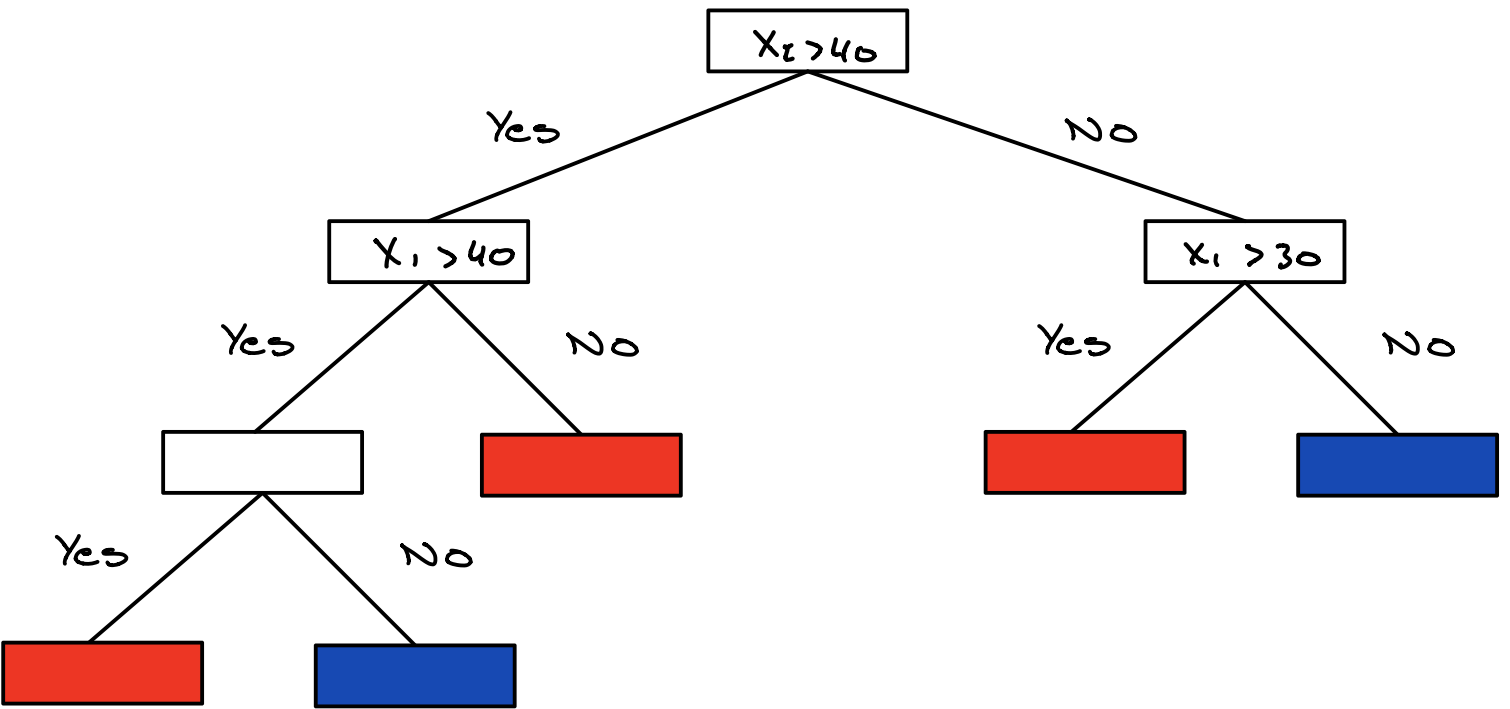 X₂>40
Yes
No
X₁>40
X₁>30
Yes
No
Yes
No
Yes
No